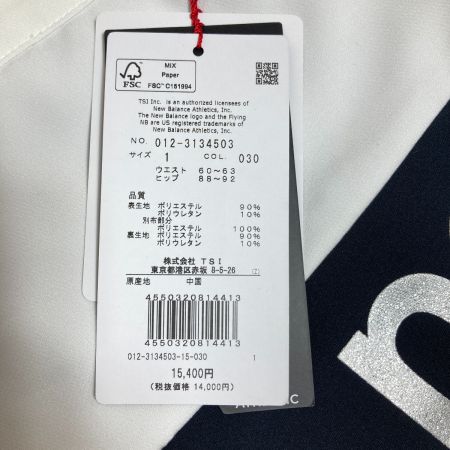 MIX
Paper
FSC
FSC™ C181994
TSI Inc. is an authorized licensees of
New Balance Athletics, Inc.
The New Balance logo and the Flying
NB are US registered trademarks of
New Balance Athletics, Inc.
NO. 012-3134503
サイズ 1 COL. 030
ウエスト 60~63
ヒップ 88~92
品質
表生地 ポリエステル 90%
ポリウレタン 10%
別布部分
ポリエステル 100%
裏生地 ポリエステル 90%
ポリウレタン 10%
株式会社 TSI
東京都港区赤坂 8-5-26
原産地 中国
4550320814413
4550320814413
012-3134503-15-030 1
15,400円
(税抜価格 14,000円)
n